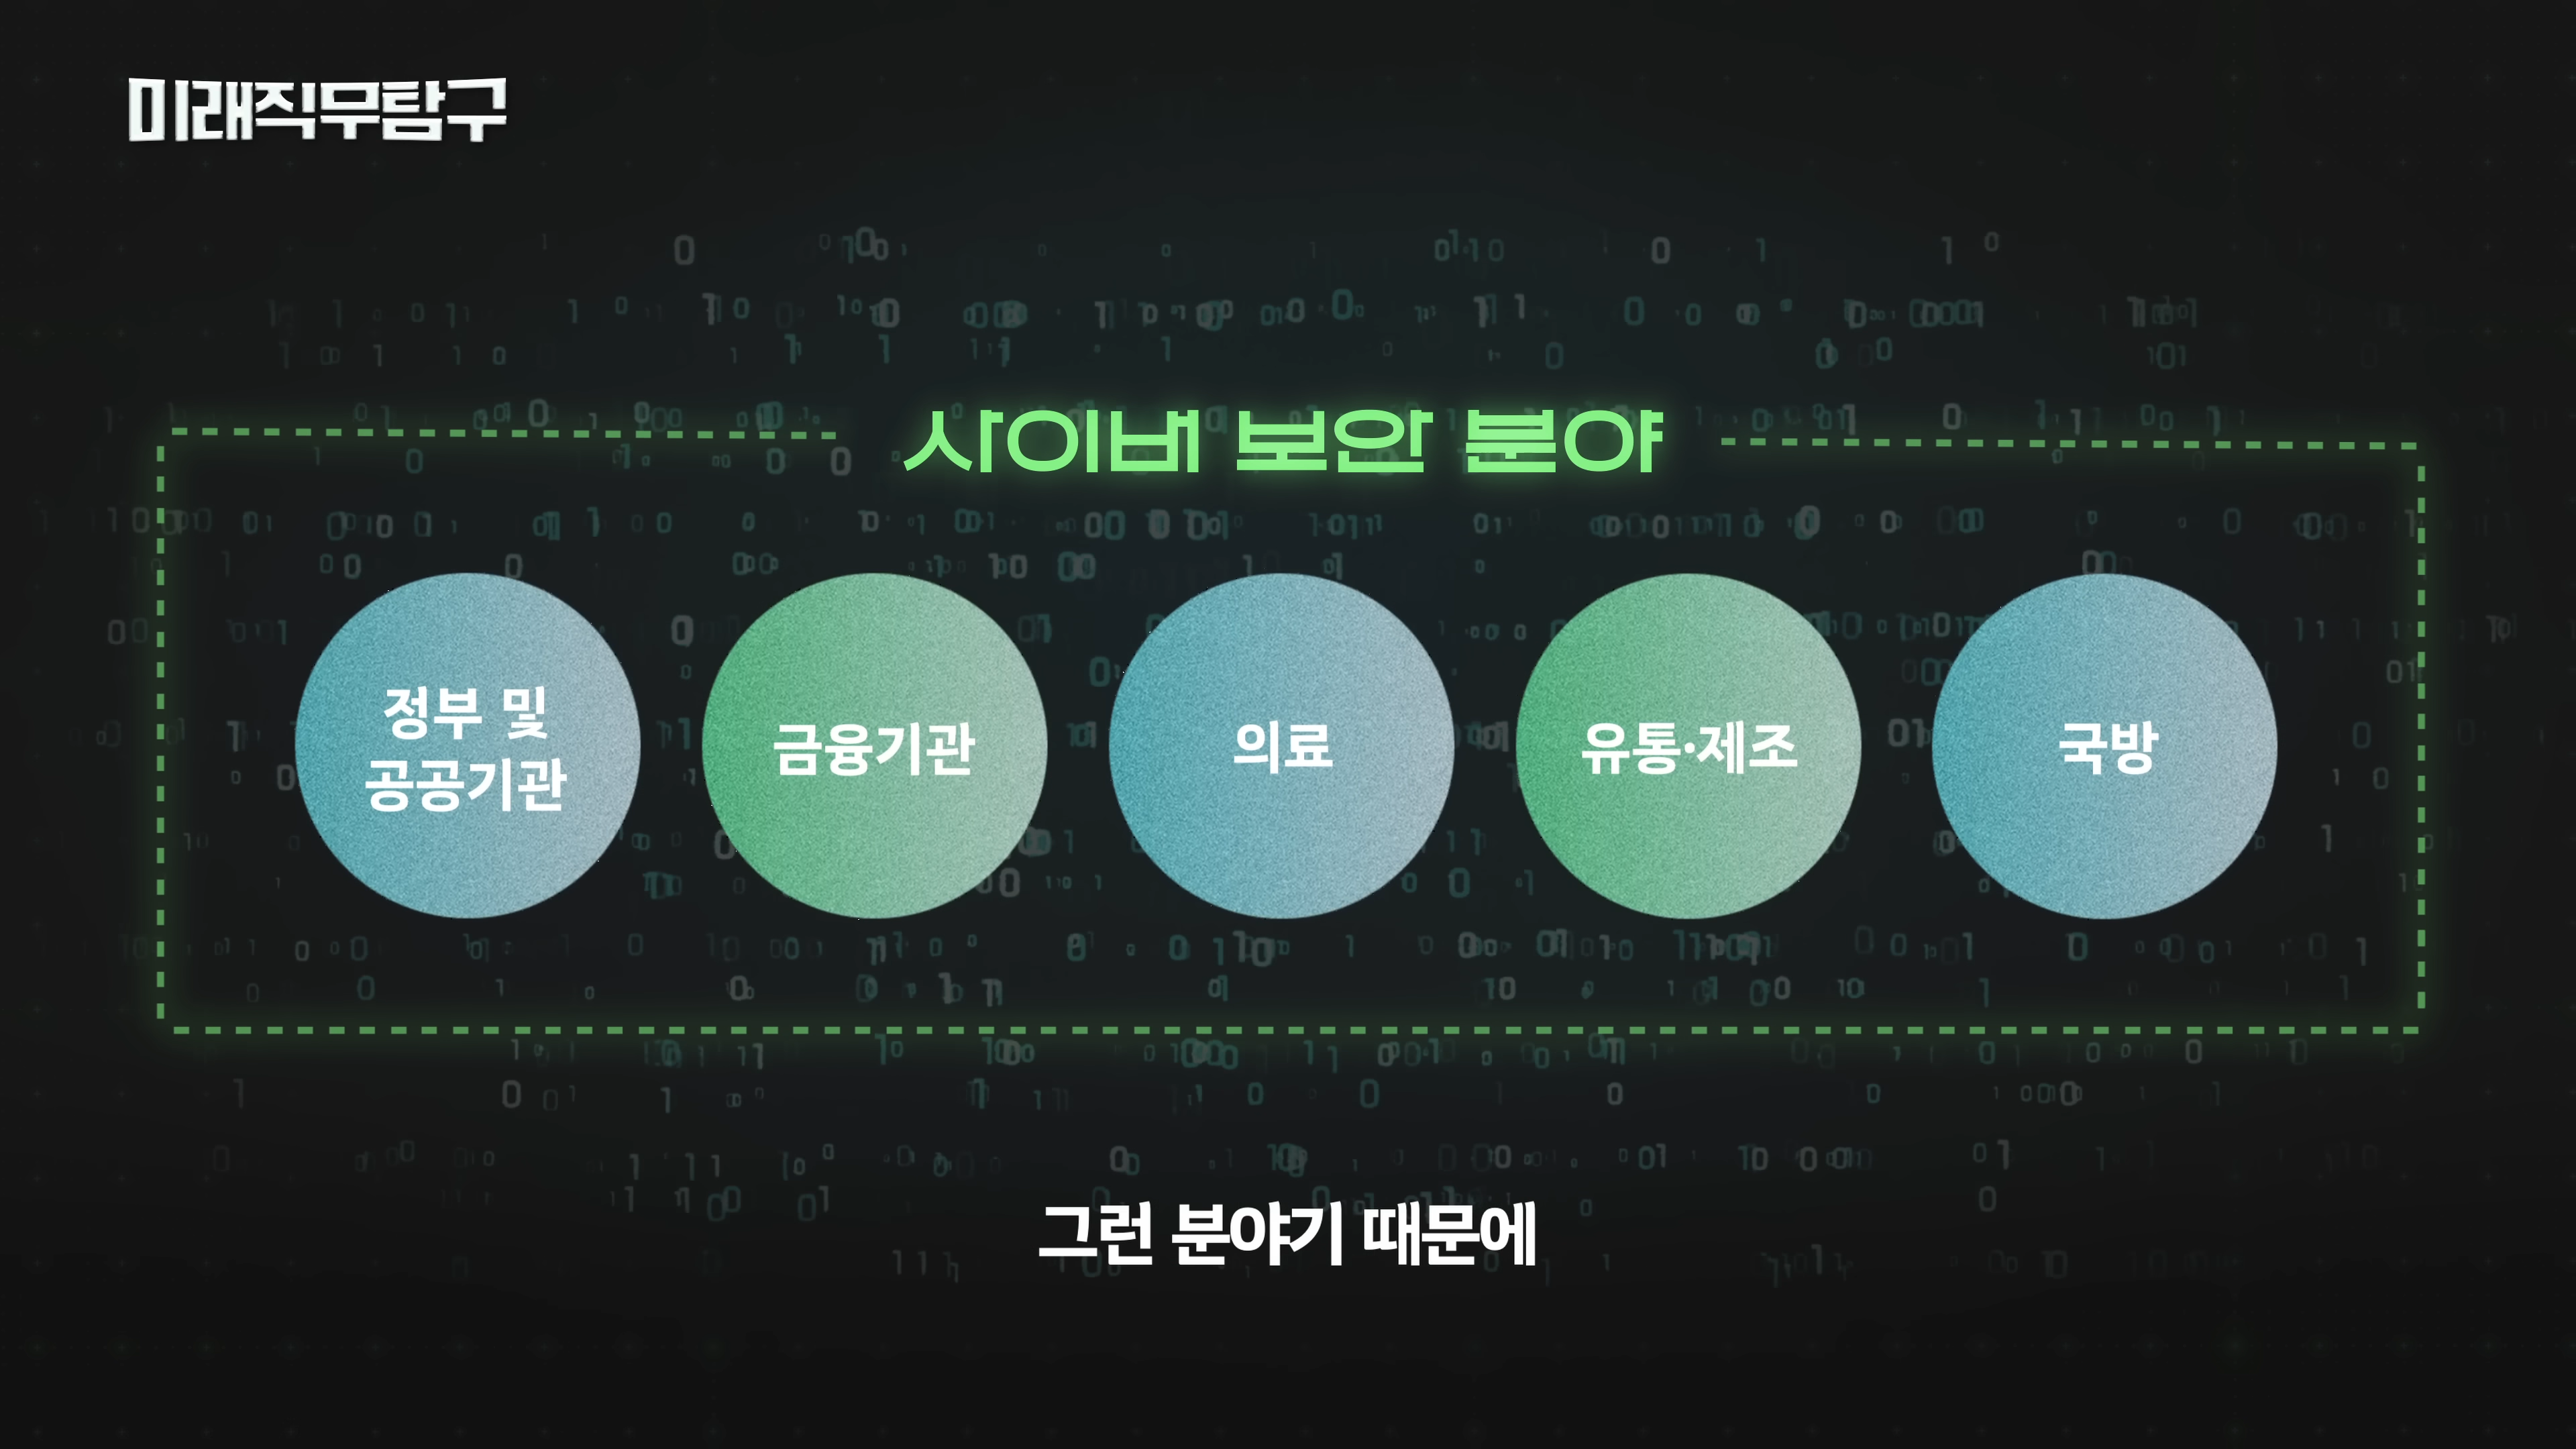 미래직무탐구
사이버 보안 분야
정부 및
공공기관
금융기관
의료
유통·제조
국방
그런 분야기 때문에